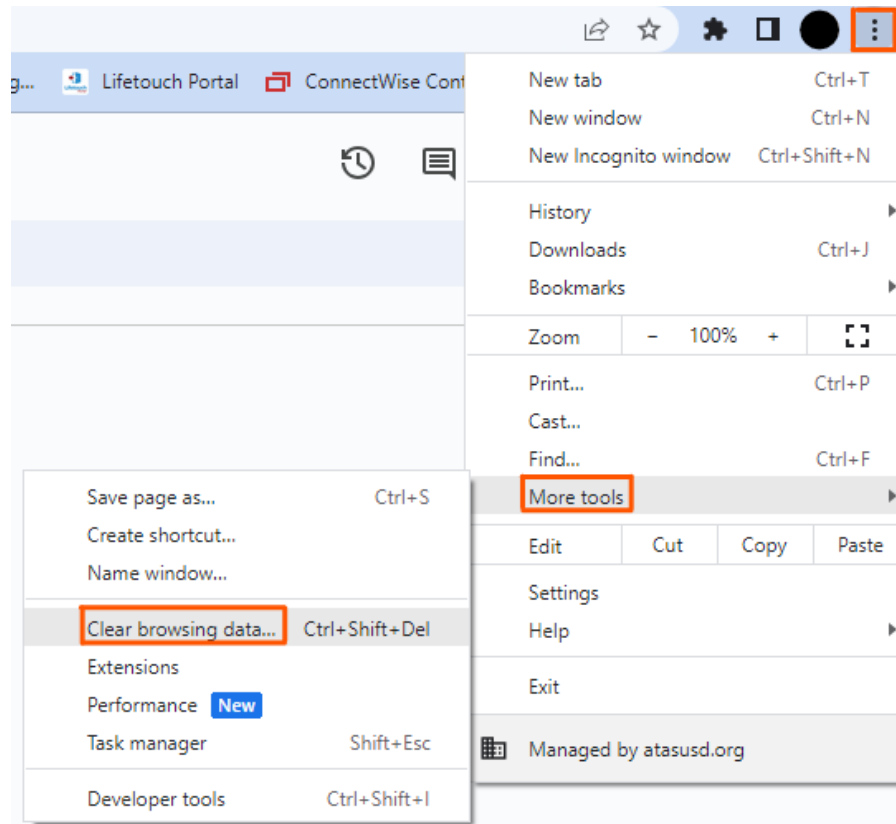 g... Lifetouch Portal ConnectWise Cont
New tab Ctrl+T
New window Ctrl+N
New Incognito window Ctrl+Shift+N
History
Downloads Ctrl+J
Bookmarks
Zoom - 100% +
Print... Ctrl+P
Cast...
Find... Ctrl+F
More tools
Edit Cut Copy Paste
Settings
Help
Exit
Managed by atasusd.org
Save page as... Ctrl+S
Create shortcut...
Name window...
Clear browsing data... Ctrl+Shift+Del
Extensions
Performance New
Task manager Shift+Esc
Developer tools Ctrl+Shift+I